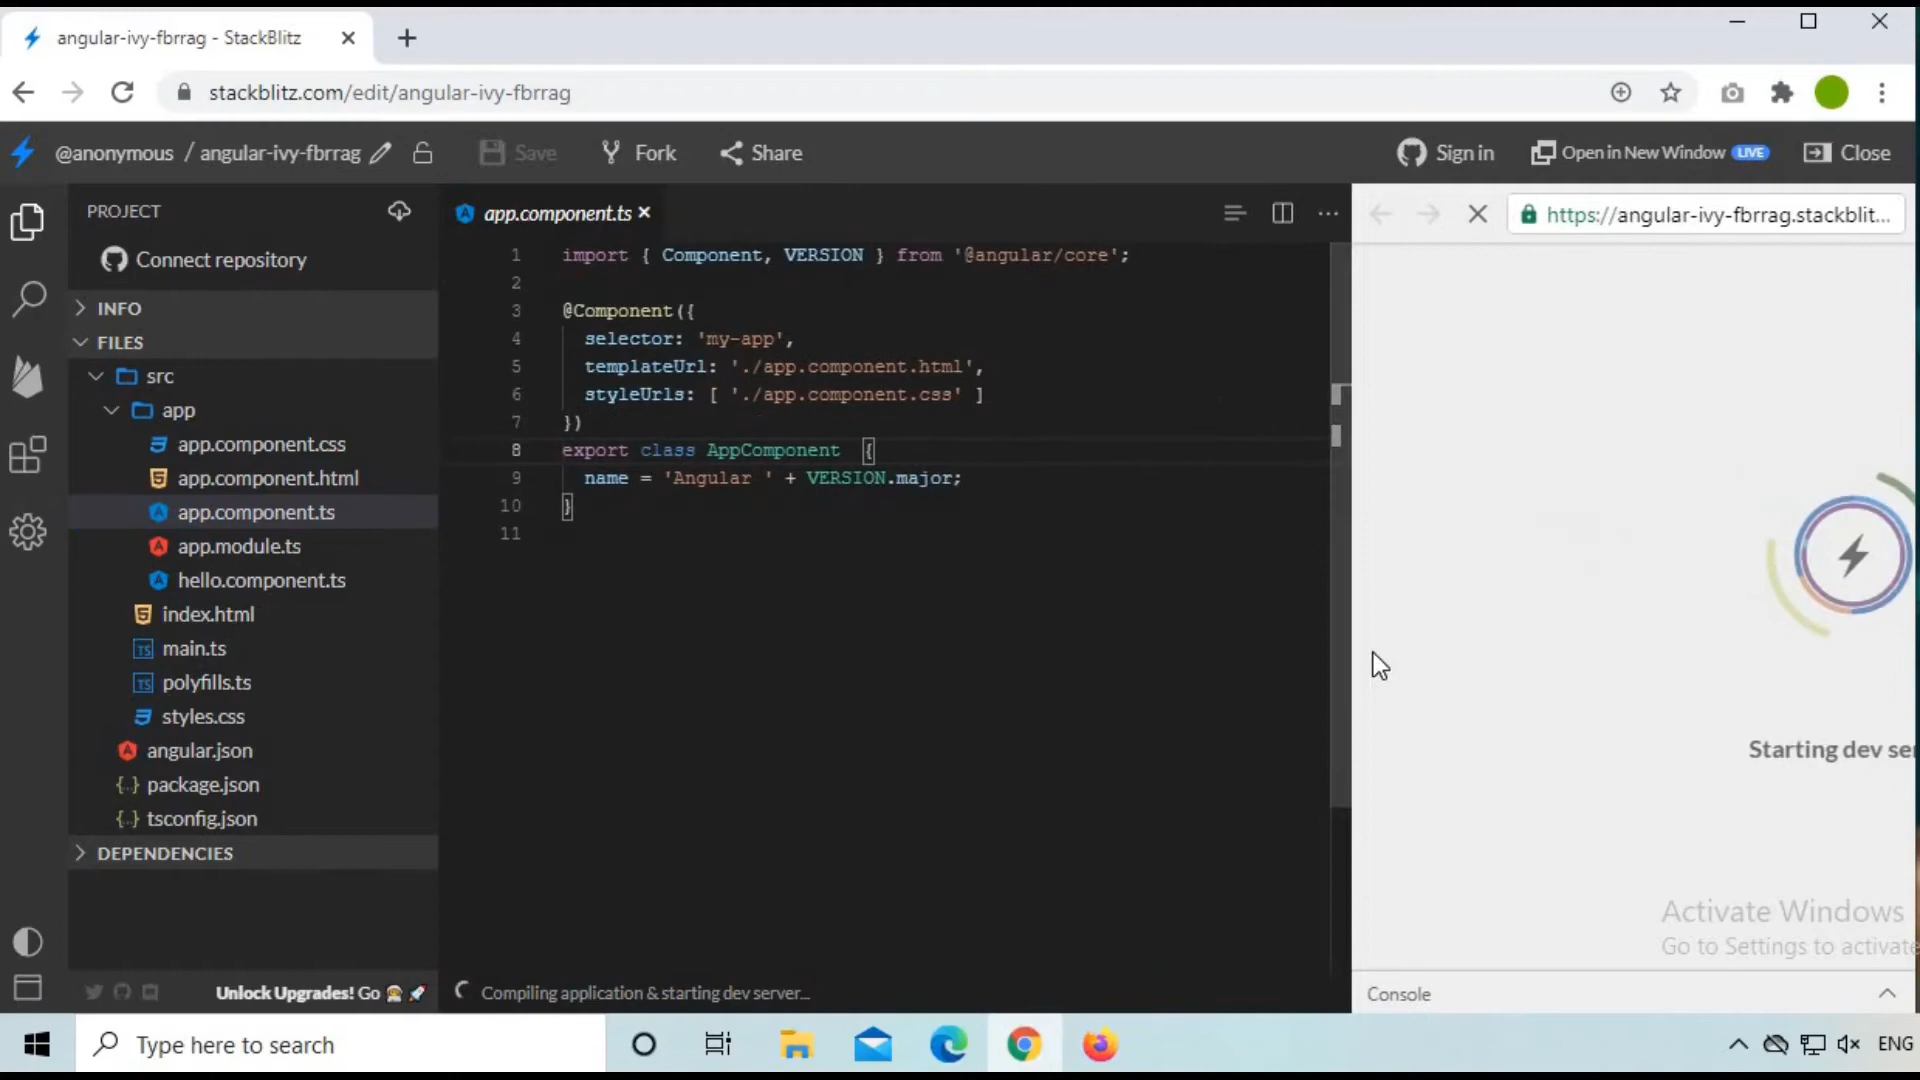 angular-ivy-fbrrag - StackBlitz
stackblitz.com/edit/angular-ivy-fbrrag
@anonymous / angular-ivy-fbrrag
Save
Fork
Share
Sign in
Open in New Window LIVE
Close
PROJECT
Connect repository
INFO
FILES
src
app
app.component.css
app.component.html
app.component.ts
app.module.ts
hello.component.ts
index.html
TS main.ts
TS polyfills.ts
styles.css
angular.json
{..} package.json
{..} tsconfig.json
DEPENDENCIES
Unlock Upgrades! Go
app.component.ts
1 import { Component, VERSION } from '@angular/core';
2
3 @Component({
4 selector: 'my-app',
5 templateUrl: './app.component.html',
6 styleUrls: [ './app.component.css' ]
7 })
8 export class AppComponent {
9 name = 'Angular ' + VERSION.major;
10 }
11
Compiling application & starting dev server...
https://angular-ivy-fbrrag.stackblit...
Starting dev se
Activate Windows
Go to Settings to activate
Console
Type here to search
ENG